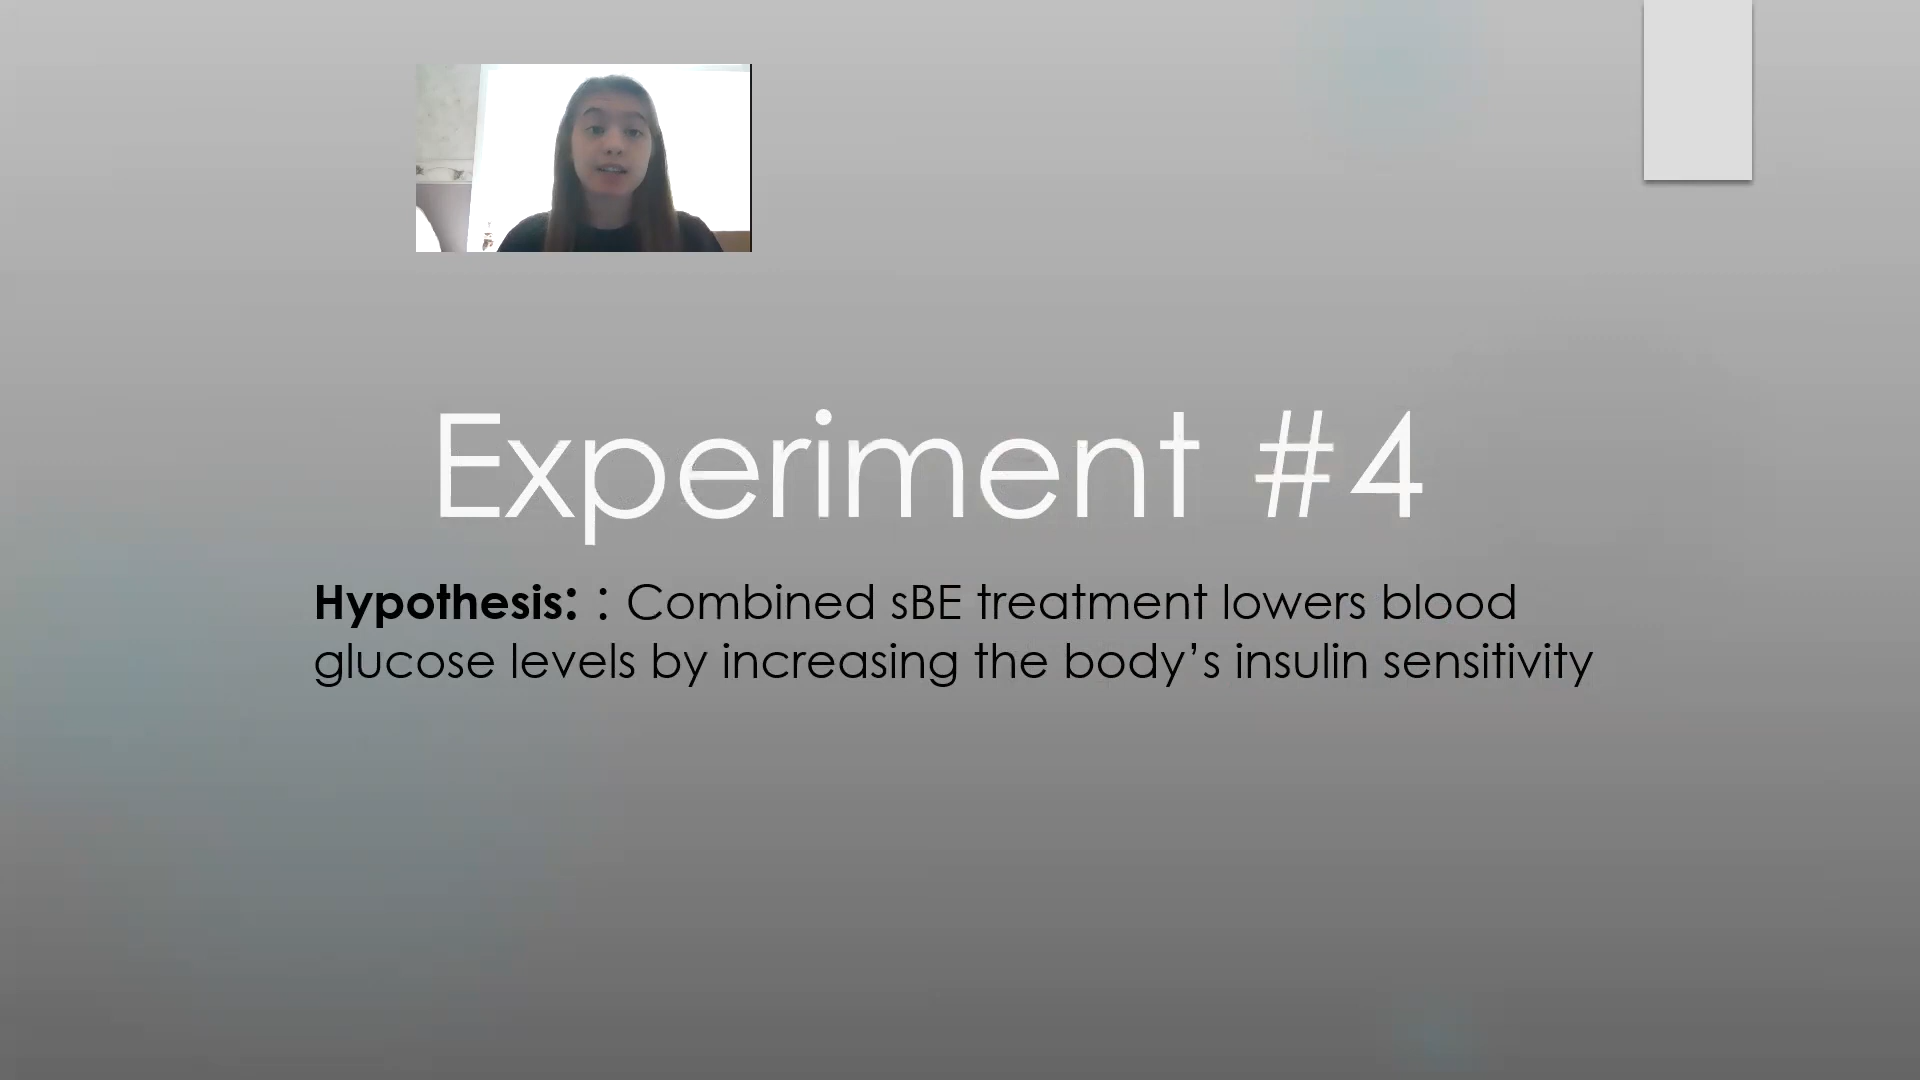 Experiment #4
Hypothesis: : Combined sBE treatment lowers blood
glucose levels by increasing the body’s insulin sensitivity